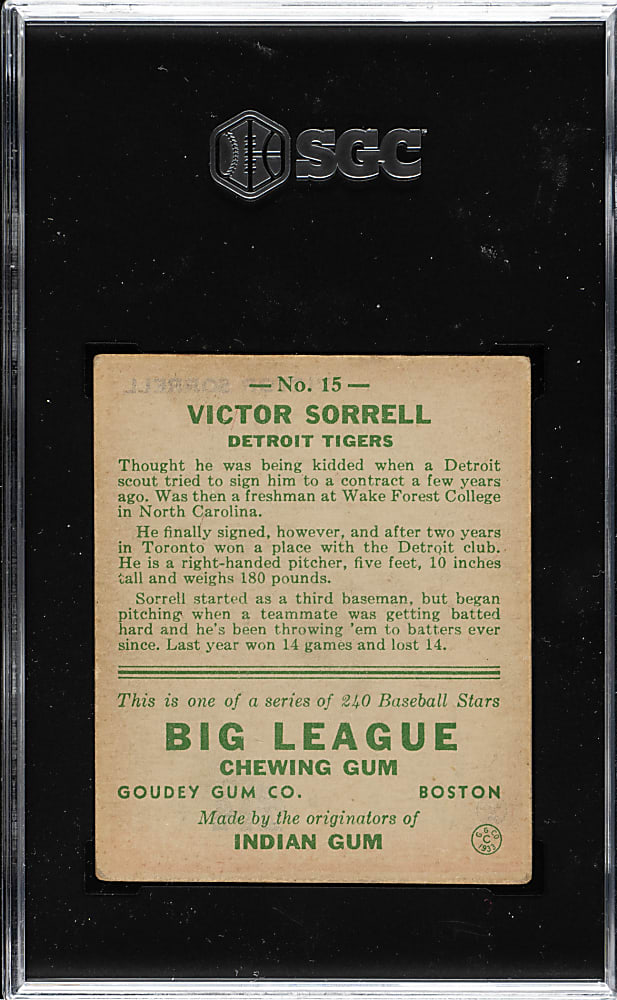 SGC
— No. 15 —
VICTOR SORRELL
DETROIT TIGERS
Thought he was being kidded when a Detroit
scout tried to sign him to a contract a few years
ago. Was then a freshman at Wake Forest College
in North Carolina.
He finally signed, however, and after two years
in Toronto won a place with the Detroit club.
He is a right-handed pitcher, five feet, 10 inches
tall and weighs 180 pounds.
Sorrell started as a third baseman, but began
pitching when a teammate was getting batted
hard and he's been throwing 'em to batters ever
since. Last year won 14 games and lost 14.
This is one of a series of 240 Baseball Stars
BIG LEAGUE
CHEWING GUM
GOUDEY GUM CO. BOSTON
Made by the originators of
INDIAN GUM
G. G. CO.
C
1933